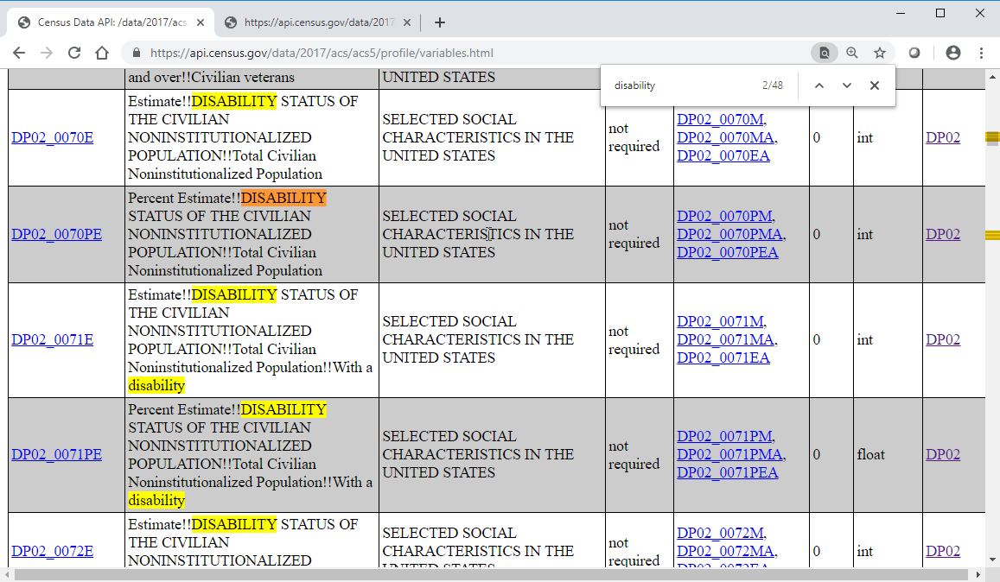 Census Data API: /data/2017/acs
https://api.census.gov/data/2017
https://api.census.gov/data/2017/acs/acs5/profile/variables.html
disability 2/48
and over!!Civilian veterans
UNITED STATES
DP02_0070E
Estimate!!DISABILITY STATUS OF
THE CIVILIAN
NONINSTITUTIONALIZED
POPULATION!!Total Civilian
Noninstitutionalized Population
SELECTED SOCIAL
CHARACTERISTICS IN THE
UNITED STATES
not
required
DP02_0070M,
DP02_0070MA,
DP02_0070EA
0
int
DP02
DP02_0070PE
Percent Estimate!!DISABILITY
STATUS OF THE CIVILIAN
NONINSTITUTIONALIZED
POPULATION!!Total Civilian
Noninstitutionalized Population
SELECTED SOCIAL
CHARACTERISTICS IN THE
UNITED STATES
not
required
DP02_0070PM,
DP02_0070PMA,
DP02_0070PEA
0
int
DP02
DP02_0071E
Estimate!!DISABILITY STATUS OF
THE CIVILIAN
NONINSTITUTIONALIZED
POPULATION!!Total Civilian
Noninstitutionalized Population!!With a
disability
SELECTED SOCIAL
CHARACTERISTICS IN THE
UNITED STATES
not
required
DP02_0071M,
DP02_0071MA,
DP02_0071EA
0
int
DP02
DP02_0071PE
Percent Estimate!!DISABILITY
STATUS OF THE CIVILIAN
NONINSTITUTIONALIZED
POPULATION!!Total Civilian
Noninstitutionalized Population!!With a
disability
SELECTED SOCIAL
CHARACTERISTICS IN THE
UNITED STATES
not
required
DP02_0071PM,
DP02_0071PMA,
DP02_0071PEA
0
float
DP02
DP02_0072E
Estimate!!DISABILITY STATUS OF
THE CIVILIAN
NONINSTITUTIONALIZED
SELECTED SOCIAL
CHARACTERISTICS IN THE
UNITED STATES
not
required
DP02_0072M,
DP02_0072MA,
DP02_0072EA
0
int
DP02